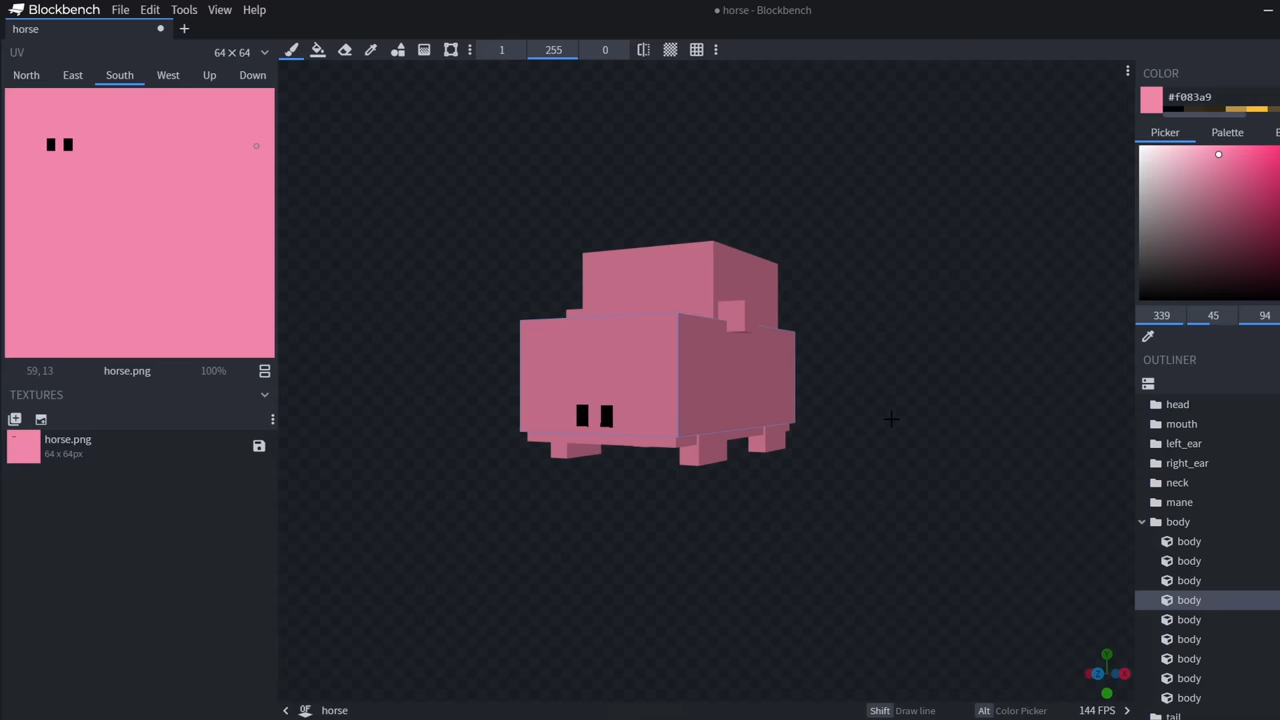 Blockbench File Edit Tools View Help
● horse - Blockbench
horse
UV
64 × 64
North East South West Up Down
1 255 0
59, 13 horse.png 100%
TEXTURES
horse.png
64 x 64px
COLOR
#f083a9
Picker Palette
339 45 94
OUTLINER
head
mouth
left_ear
right_ear
neck
mane
body
body
body
body
body
body
body
body
body
body
tail
0F horse
Shift Draw line
Alt Color Picker
144 FPS